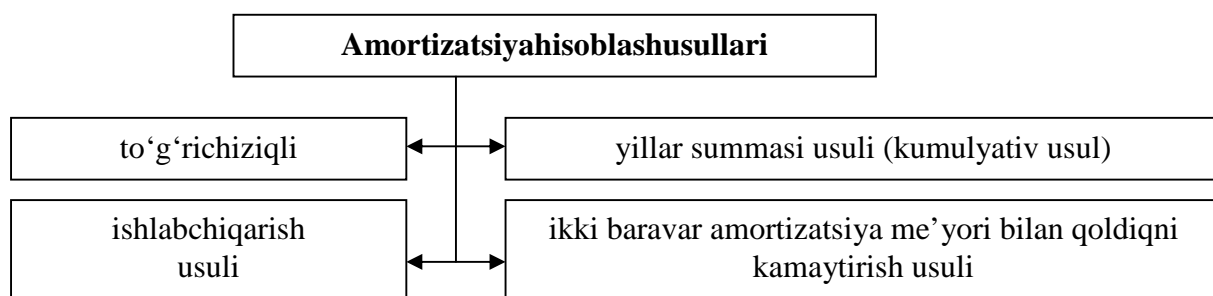 Amortizatsiyahisoblashusullari
to‘g‘richiziqli
yillar summasi usuli (kumulyativ usul)
ishlabchiqarish
usuli
ikki baravar amortizatsiya me’yori bilan qoldiqni
kamaytirish usuli